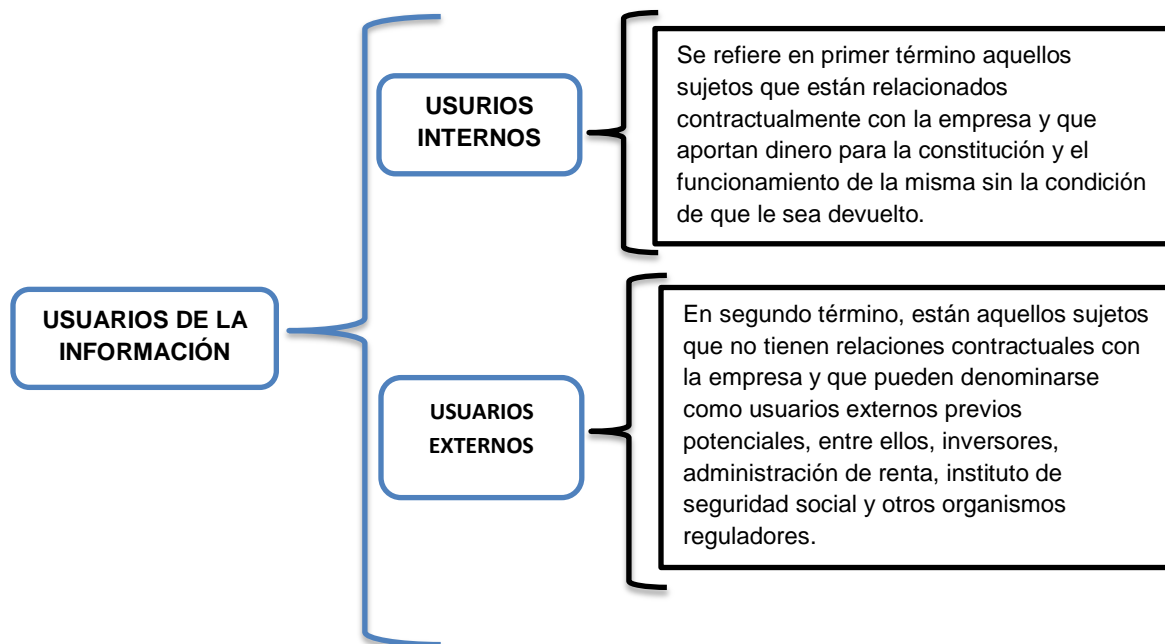 USUARIOS DE LA
INFORMACIÓN
USURIOS
INTERNOS
Se refiere en primer término aquellos
sujetos que están relacionados
contractualmente con la empresa y que
aportan dinero para la constitución y el
funcionamiento de la misma sin la condición
de que le sea devuelto.
USUARIOS
EXTERNOS
En segundo término, están aquellos sujetos
que no tienen relaciones contractuales con
la empresa y que pueden denominarse
como usuarios externos previos
potenciales, entre ellos, inversores,
administración de renta, instituto de
seguridad social y otros organismos
reguladores.